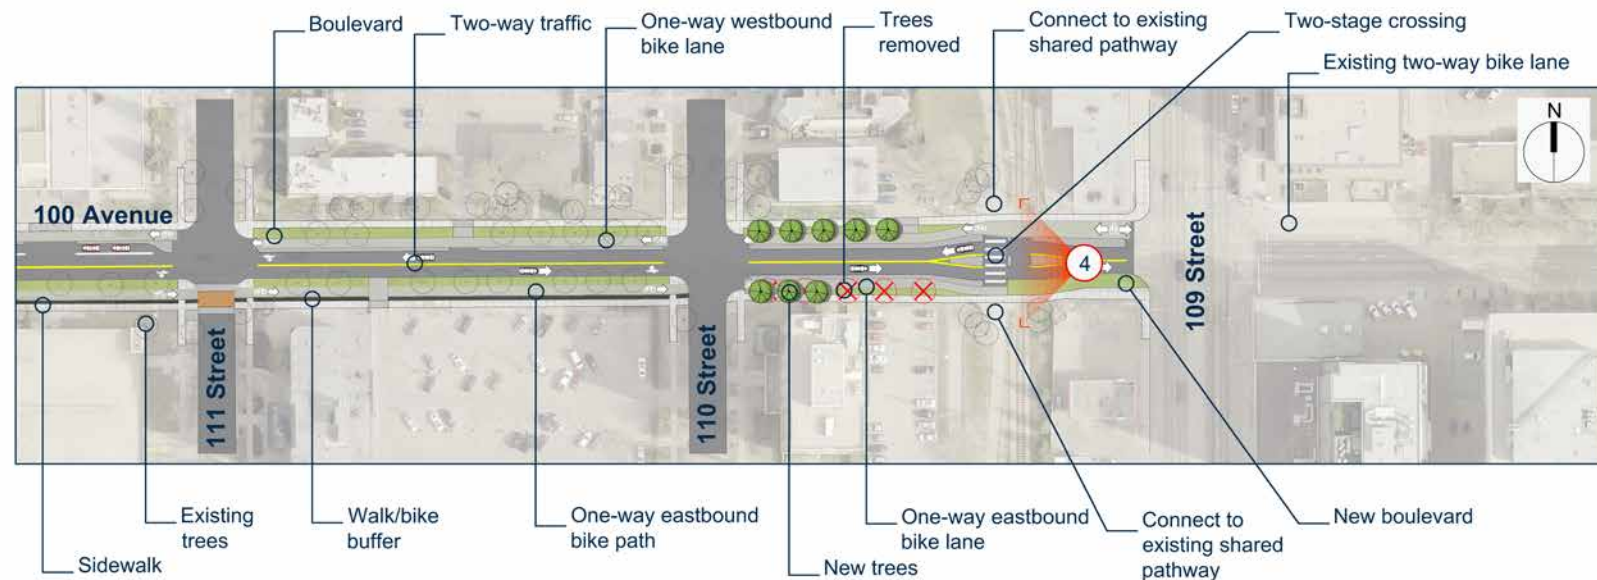 Boulevard
Two-way traffic
One-way westbound
bike lane
Trees
removed
Connect to existing
shared pathway
Two-stage crossing
Existing two-way bike lane
N
100 Avenue
111 Street
110 Street
109 Street
4
Sidewalk
Existing
trees
Walk/bike
buffer
One-way eastbound
bike path
New trees
One-way eastbound
bike lane
Connect to
existing shared
pathway
New boulevard